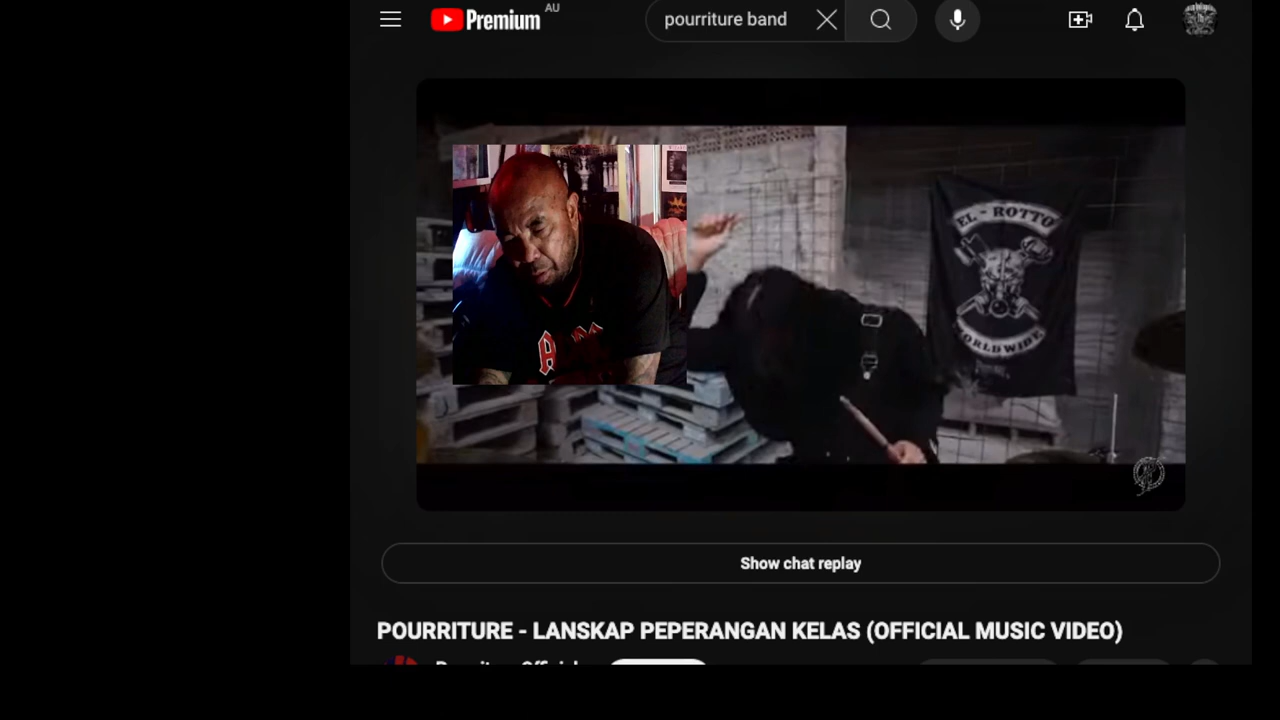 Premium AU
pourriture band
EL - ROTTO
WORLDWIDE
Show chat replay
POURRITURE - LANSKAP PEPERANGAN KELAS (OFFICIAL MUSIC VIDEO)